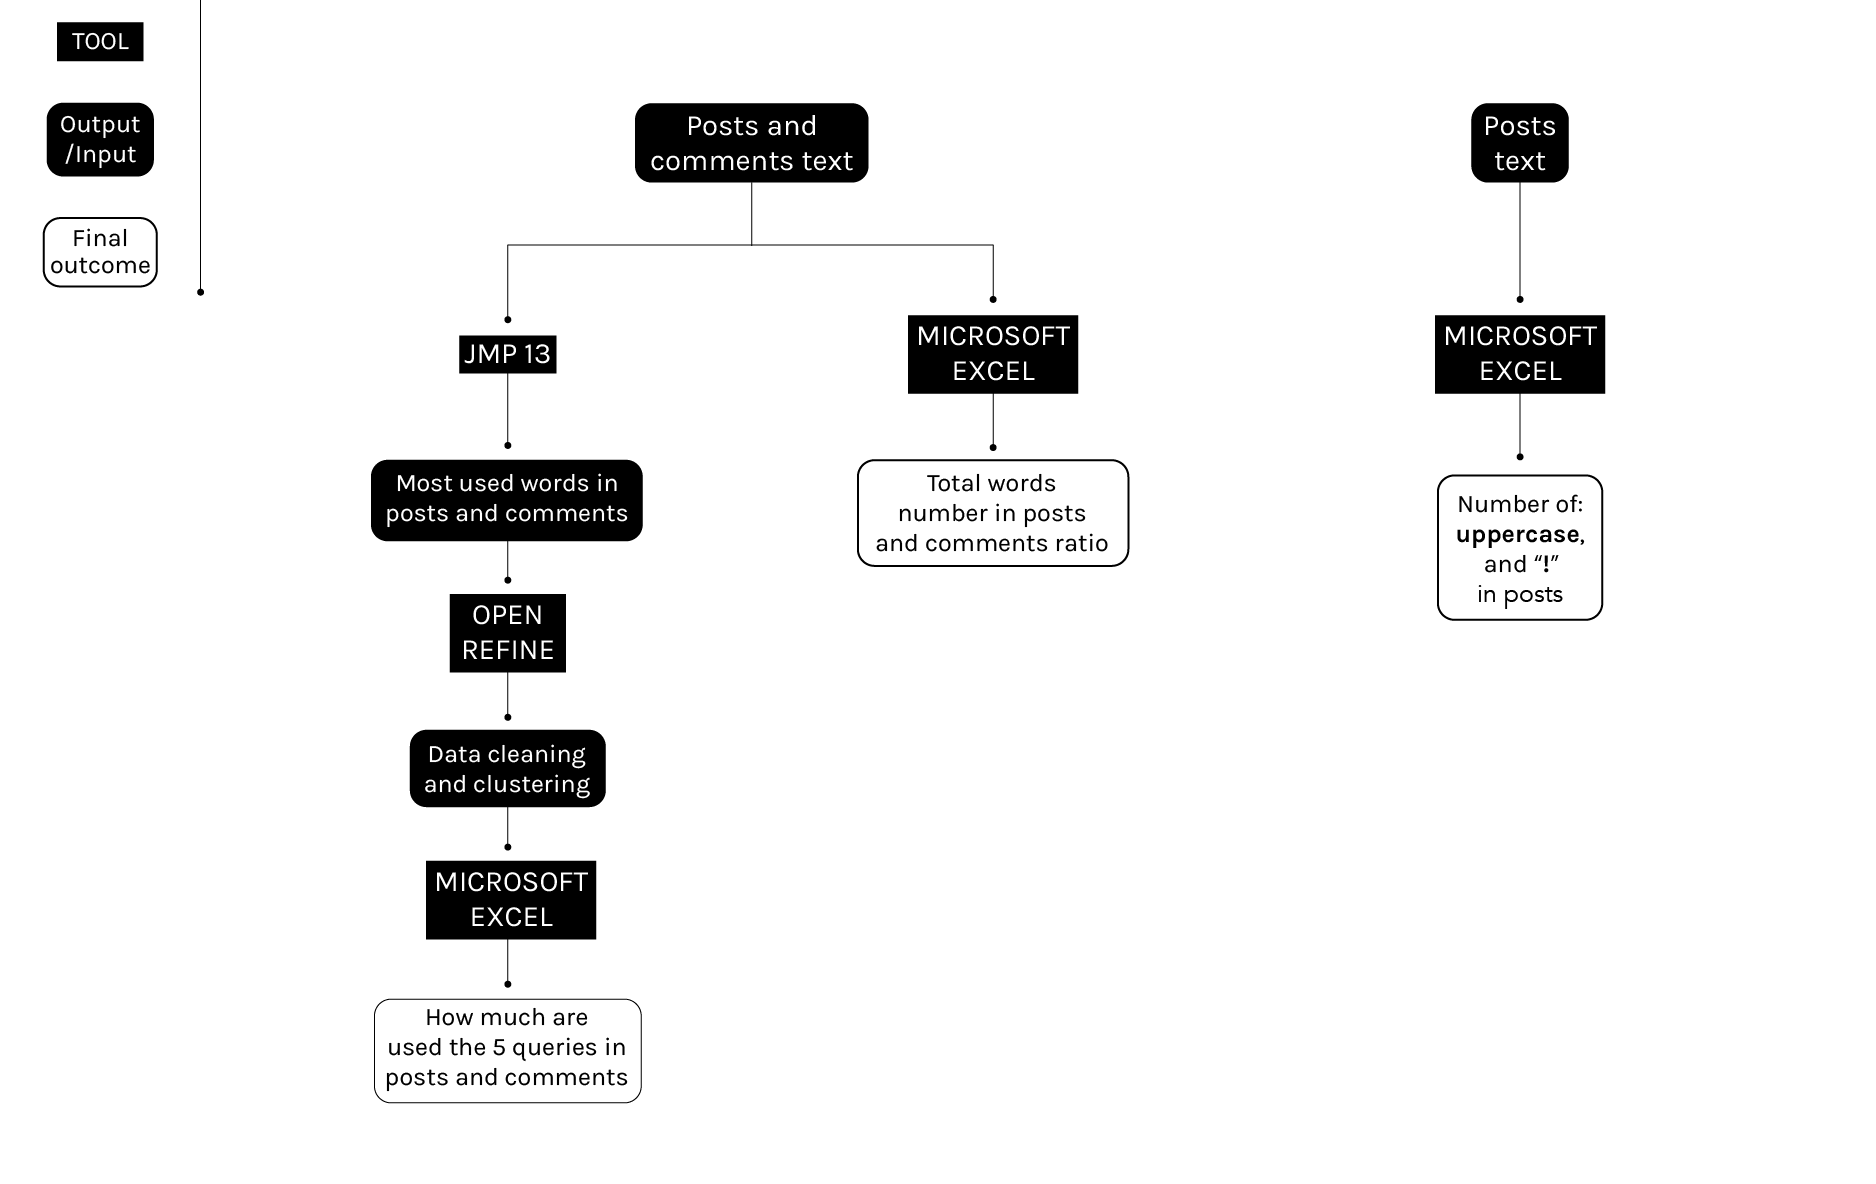 TOOL
Output
/Input
Final
outcome
Posts and
comments text
JMP 13
Most used words in
posts and comments
OPEN
REFINE
Data cleaning
and clustering
MICROSOFT
EXCEL
How much are
used the 5 queries in
posts and comments
MICROSOFT
EXCEL
Total words
number in posts
and comments ratio
Posts
text
MICROSOFT
EXCEL
Number of:
uppercase,
and “!”
in posts